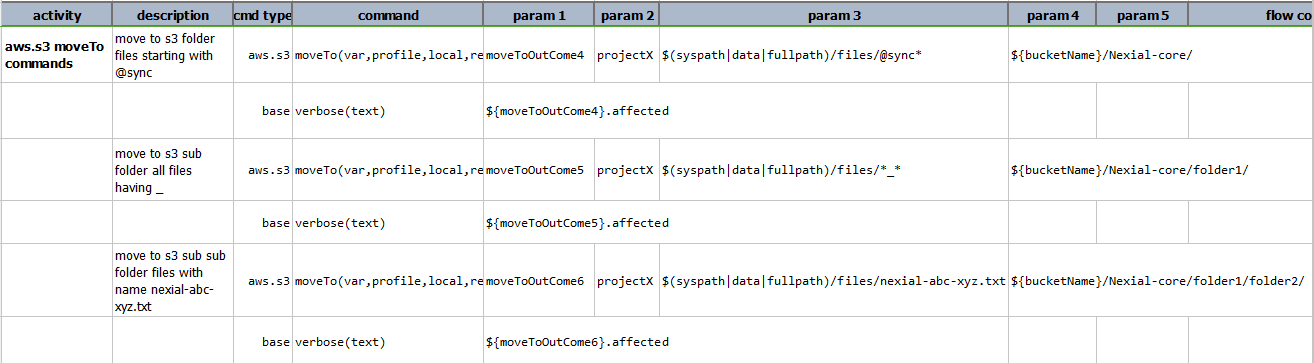 activity description cmd type command param 1 param 2 param 3 param 4 param 5 flow co
aws.s3 moveTo
commands
move to s3 folder
files starting with
@sync
aws.s3 moveTo(var,profile,local,re moveToOutCome4 projectX $(syspath|data|fullpath)/files/@sync* ${bucketName}/Nexial-core/
base verbose(text) ${moveToOutCome4}.affected
move to s3 sub
folder all files
having _
aws.s3 moveTo(var,profile,local,re moveToOutCome5 projectX $(syspath|data|fullpath)/files/*_* ${bucketName}/Nexial-core/folder1/
base verbose(text) ${moveToOutCome5}.affected
move to s3 sub sub
folder files with
name nexial-abc-
xyz.txt
aws.s3 moveTo(var,profile,local,re moveToOutCome6 projectX $(syspath|data|fullpath)/files/nexial-abc-xyz.txt ${bucketName}/Nexial-core/folder1/folder2/
base verbose(text) ${moveToOutCome6}.affected